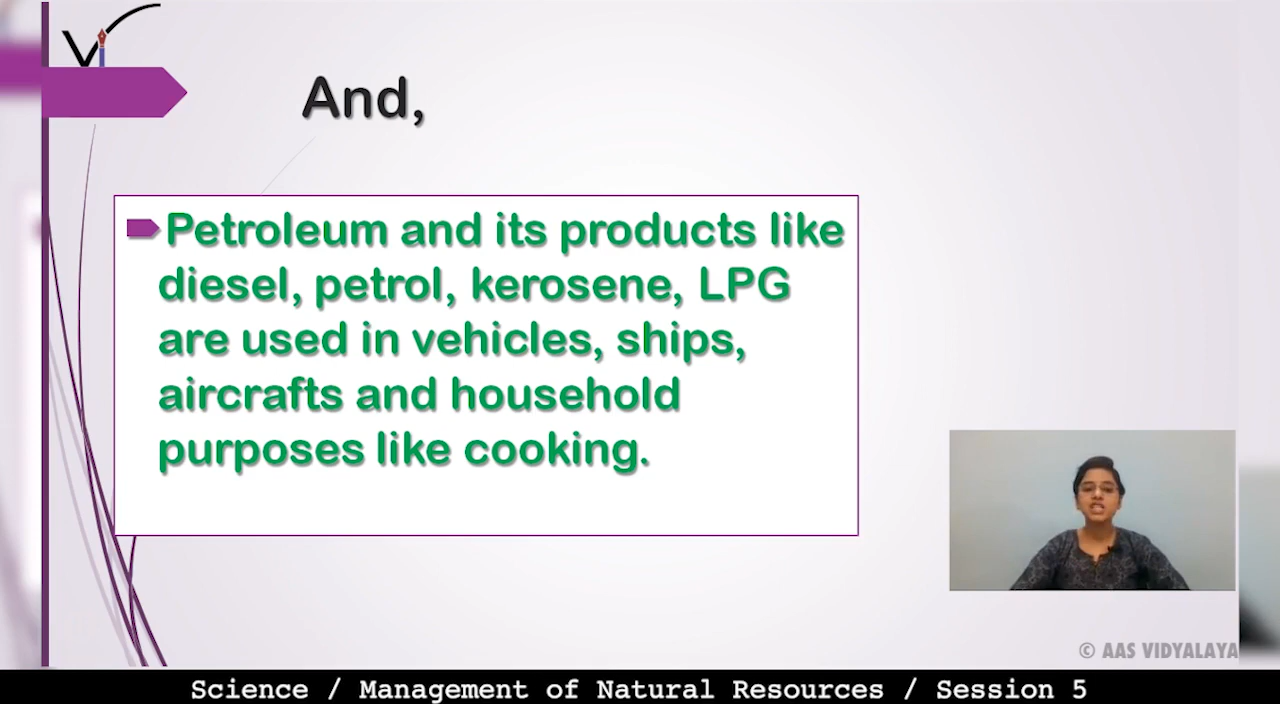 And,
Petroleum and its products like
diesel, petrol, kerosene, LPG
are used in vehicles, ships,
aircrafts and household
purposes like cooking.
© AAS VIDYALAYA
Science / Management of Natural Resources / Session 5